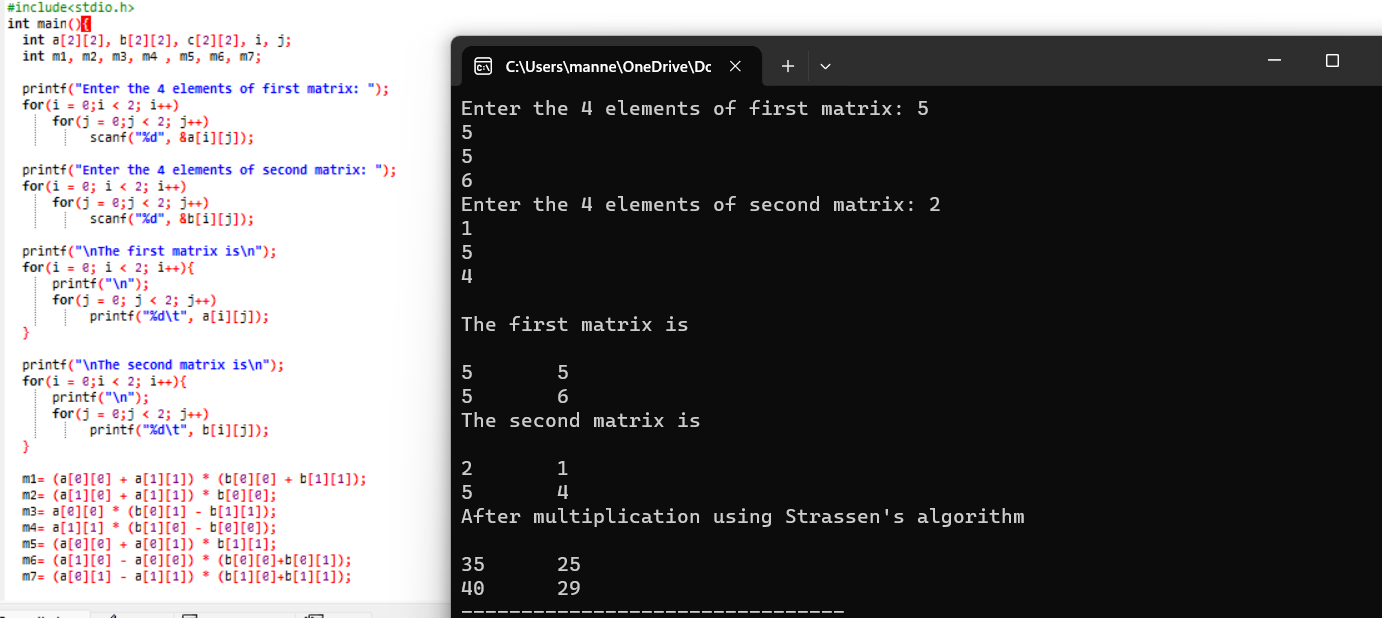 #include<stdio.h>
int main(){
int a[2][2], b[2][2], c[2][2], i, j;
int m1, m2, m3, m4 , m5, m6, m7;
printf("Enter the 4 elements of first matrix: ");
for(i = 0;i < 2; i++)
for(j = 0;j < 2; j++)
scanf("%d", &a[i][j]);
printf("Enter the 4 elements of second matrix: ");
for(i = 0; i < 2; i++)
for(j = 0;j < 2; j++)
scanf("%d", &b[i][j]);
printf("\nThe first matrix is\n");
for(i = 0; i < 2; i++){
printf("\n");
for(j = 0; j < 2; j++)
printf("%d\t", a[i][j]);
}
printf("\nThe second matrix is\n");
for(i = 0;i < 2; i++){
printf("\n");
for(j = 0;j < 2; j++)
printf("%d\t", b[i][j]);
}
m1= (a[0][0] + a[1][1]) * (b[0][0] + b[1][1]);
m2= (a[1][0] + a[1][1]) * b[0][0];
m3= a[0][0] * (b[0][1] - b[1][1]);
m4= a[1][1] * (b[1][0] - b[0][0]);
m5= (a[0][0] + a[0][1]) * b[1][1];
m6= (a[1][0] - a[0][0]) * (b[0][0]+b[0][1]);
m7= (a[0][1] - a[1][1]) * (b[1][0]+b[1][1]);
C:\Users\manne\OneDrive\Dc
Enter the 4 elements of first matrix: 5
5
5
6
Enter the 4 elements of second matrix: 2
1
5
4
The first matrix is
5 5
5 6
The second matrix is
2 1
5 4
After multiplication using Strassen's algorithm
35 25
40 29
--------------------------------